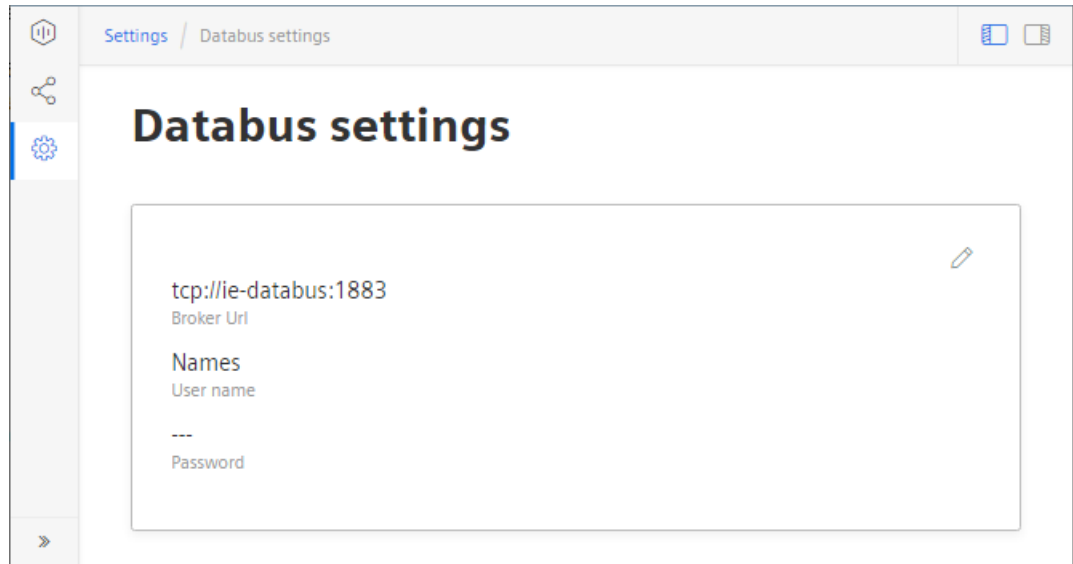 Settings / Databus settings
Databus settings
tcp://ie-databus:1883
Broker Url
Names
User name
---
Password